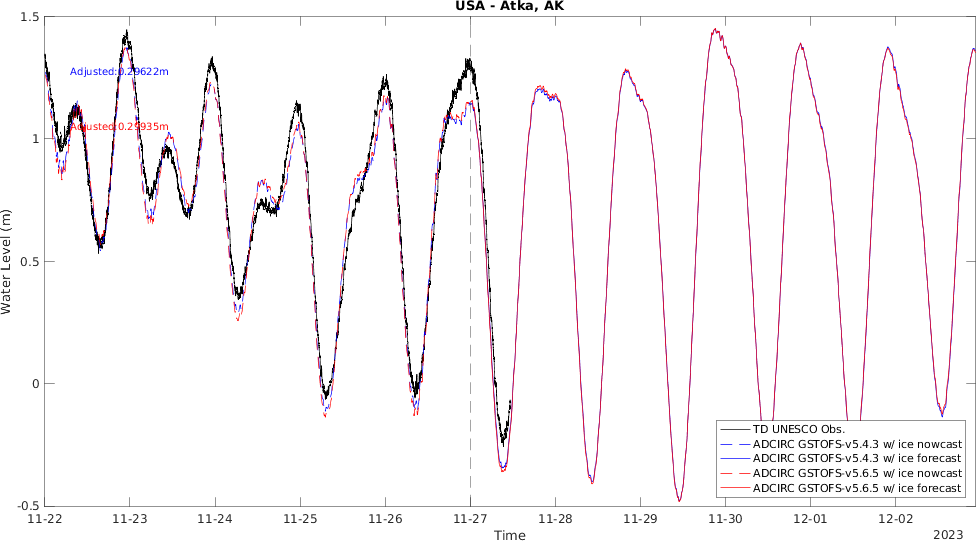 USA - Atka, AK
1.5
1
0.5
0
-0.5
Water Level (m)
Adjusted:0.29622m
Adjusted:0.29935m
TD UNESCO Obs.
ADCIRC GSTOFS-v5.4.3 w/ ice nowcast
ADCIRC GSTOFS-v5.4.3 w/ ice forecast
ADCIRC GSTOFS-v5.6.5 w/ ice nowcast
ADCIRC GSTOFS-v5.6.5 w/ ice forecast
11-22 11-23 11-24 11-25 11-26 11-27 11-28 11-29 11-30 12-01 12-02
Time
2023